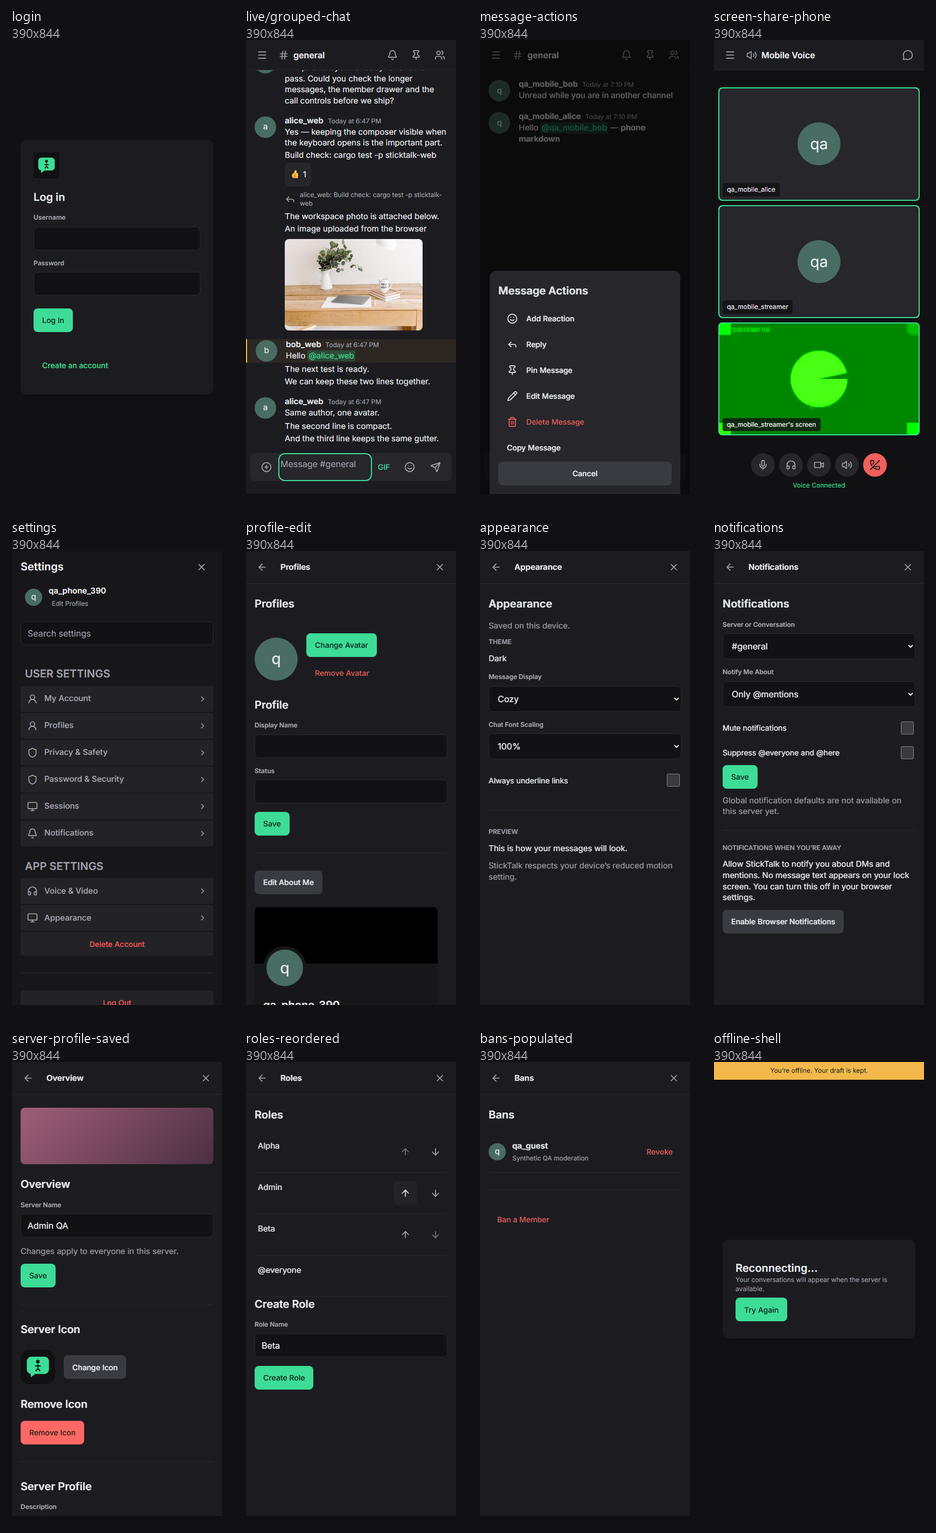 login
390x844
Log in
Username
Password
Log In
Create an account
live/grouped-chat
390x844
# general
pass. Could you check the longer
messages, the member drawer and the
call controls before we ship?
a
alice_web Today at 6:47 PM
Yes — keeping the composer visible when
the keyboard opens is the important part.
Build check: cargo test -p sticktalk-web
👍 1
alice_web: Build check: cargo test -p sticktalk-
web
The workspace photo is attached below.
An image uploaded from the browser
b
bob_web Today at 6:47 PM
Hello @alice_web
The next test is ready.
We can keep these two lines together.
a
alice_web Today at 6:47 PM
Same author, one avatar.
The second line is compact.
And the third line keeps the same gutter.
Message #general
GIF
message-actions
390x844
# general
q
qa_mobile_bob Today at 7:10 PM
Unread while you are in another channel
q
qa_mobile_alice Today at 7:10 PM
Hello @qa_mobile_bob — phone
markdown
Message Actions
Add Reaction
Reply
Pin Message
Edit Message
Delete Message
Copy Message
Cancel
screen-share-phone
390x844
Mobile Voice
qa
qa_mobile_alice
qa
qa_mobile_streamer
qa_mobile_streamer's screen
Voice Connected
settings
390x844
Settings
q
qa_phone_390
Edit Profiles
Search settings
USER SETTINGS
My Account
Profiles
Privacy & Safety
Password & Security
Sessions
Notifications
APP SETTINGS
Voice & Video
Appearance
Delete Account
Log Out
profile-edit
390x844
Profiles
Profiles
q
Change Avatar
Remove Avatar
Profile
Display Name
Status
Save
Edit About Me
q
qa_phone_390
appearance
390x844
Appearance
Appearance
Saved on this device.
THEME
Dark
Message Display
Cozy
Chat Font Scaling
100%
Always underline links
PREVIEW
This is how your messages will look.
StickTalk respects your device's reduced motion
setting.
notifications
390x844
Notifications
Notifications
Server or Conversation
#general
Notify Me About
Only @mentions
Mute notifications
Suppress @everyone and @here
Save
Global notification defaults are not available on
this server yet.
NOTIFICATIONS WHEN YOU'RE AWAY
Allow StickTalk to notify you about DMs and
mentions. No message text appears on your lock
screen. You can turn this off in your browser
settings.
Enable Browser Notifications
server-profile-saved
390x844
Overview
Overview
Server Name
Admin QA
Changes apply to everyone in this server.
Save
Server Icon
Change Icon
Remove Icon
Remove Icon
Server Profile
Description
roles-reordered
390x844
Roles
Roles
Alpha
Admin
Beta
@everyone
Create Role
Role Name
Beta
Create Role
bans-populated
390x844
Bans
Bans
q
qa_guest
Synthetic QA moderation
Revoke
Ban a Member
offline-shell
390x844
You're offline. Your draft is kept.
Reconnecting...
Your conversations will appear when the server is
available.
Try Again